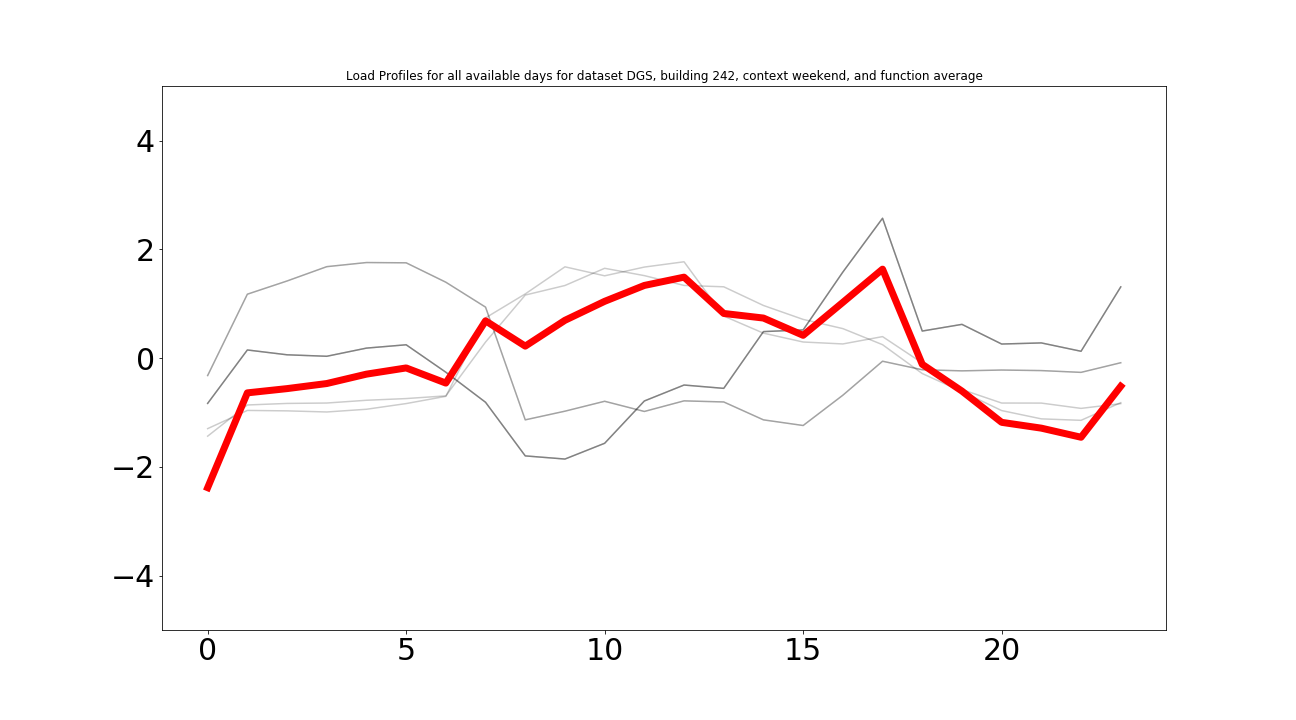 Load Profiles for all available days for dataset DGS, building 242, context weekend, and function average
4
2
0
−2
−4
0 5 10 15 20